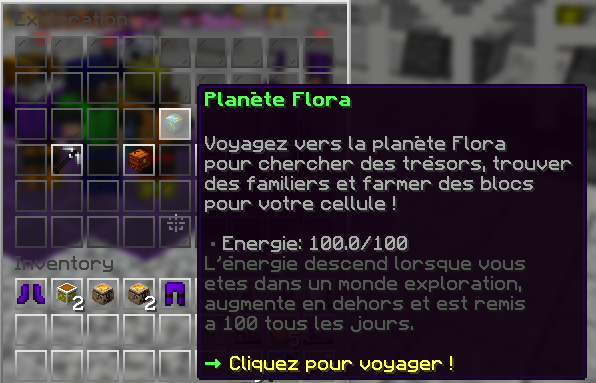 Exploration
Planète Flora
Voyagez vers la planète Flora
pour chercher des trésors, trouver
des familiers et farmer des blocs
pour votre cellule !
▪ Energie: 100.0/100
L'énergie descend lorsque vous
etes dans un monde exploration,
augmente en dehors et est remis
a 100 tous les jours.
→ Cliquez pour voyager !
Inventory
2
2